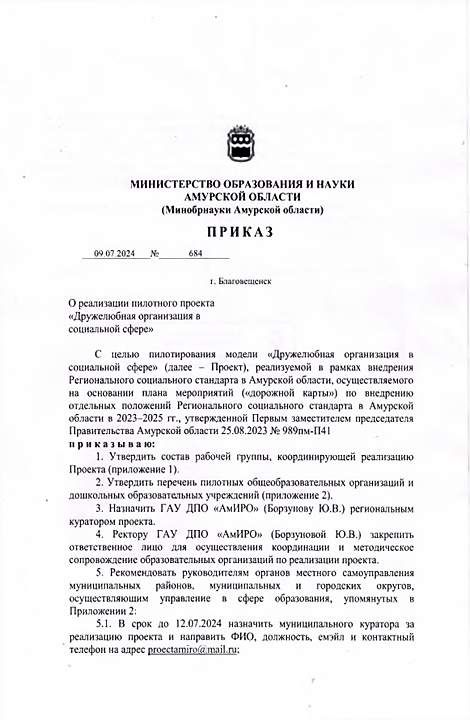 МИНИСТЕРСТВО ОБРАЗОВАНИЯ И НАУКИ
АМУРСКОЙ ОБЛАСТИ
(Минобрнауки Амурской области)
ПРИКАЗ
09.07.2024 № 684
г. Благовещенск
О реализации пилотного проекта
«Дружелюбная организация в
социальной сфере»
С целью пилотирования модели «Дружелюбная организация в
социальной сфере» (далее – Проект), реализуемой в рамках внедрения
Регионального социального стандарта в Амурской области, осуществляемого
на основании плана мероприятий («дорожной карты») по внедрению
отдельных положений Регионального социального стандарта в Амурской
области в 2023–2025 гг., утвержденной Первым заместителем председателя
Правительства Амурской области 25.08.2023 № 989пм-П41
приказываю:
1. Утвердить состав рабочей группы, координирующей реализацию
Проекта (приложение 1).
2. Утвердить перечень пилотных общеобразовательных организаций и
дошкольных образовательных учреждений (приложение 2).
3. Назначить ГАУ ДПО «АмИРО» (Борзунову Ю.В.) региональным
куратором проекта.
4. Ректору ГАУ ДПО «АмИРО» (Борзуновой Ю.В.) закрепить
ответственное лицо для осуществления координации и методическое
сопровождение образовательных организаций по реализации проекта.
5. Рекомендовать руководителям органов местного самоуправления
муниципальных районов, муниципальных и городских округов,
осуществляющим управление в сфере образования, упомянутых в
Приложении 2:
5.1. В срок до 12.07.2024 назначить муниципального куратора за
реализацию проекта и направить ФИО, должность, емэйл и контактный
телефон на адрес proectamiro@mail.ru;